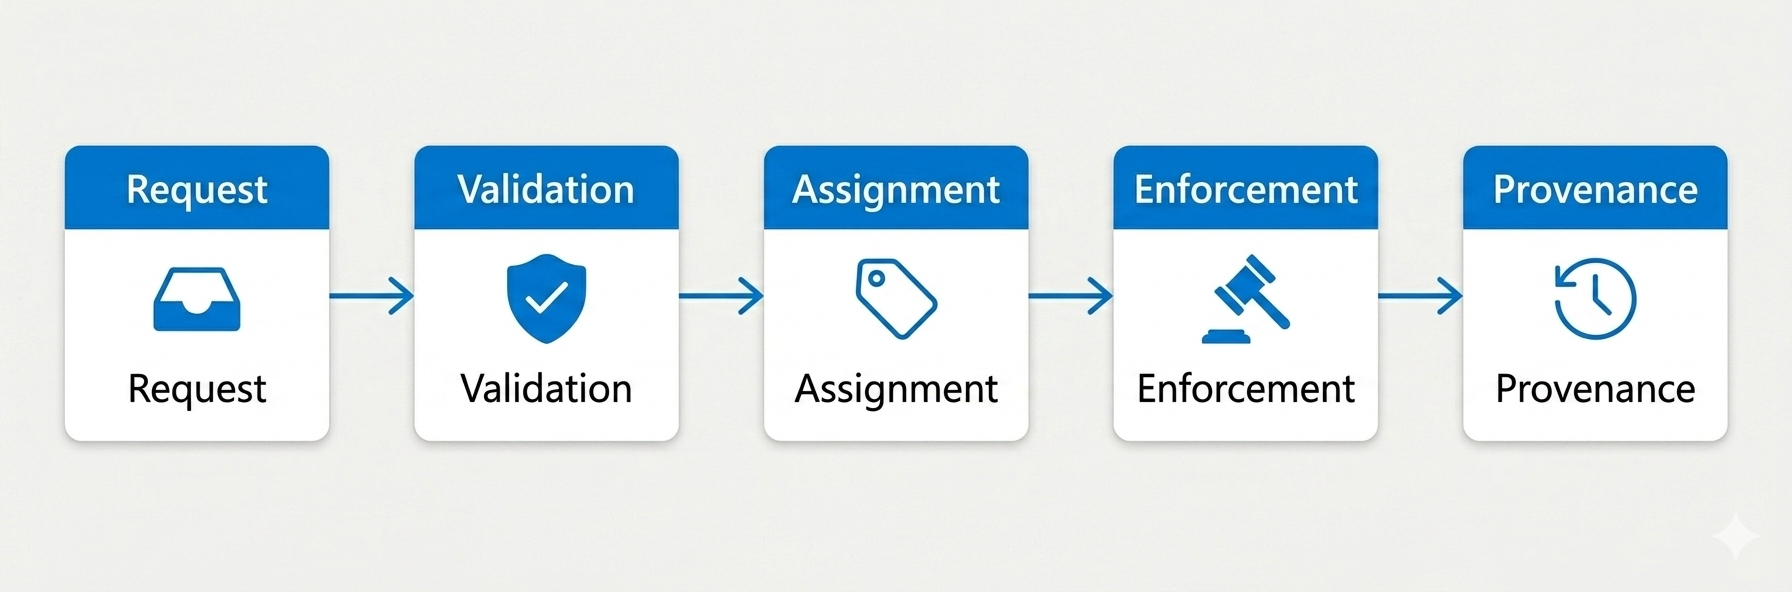 Request
Validation
Assignment
Enforcement
Provenance
Request
Validation
Assignment
Enforcement
Provenance